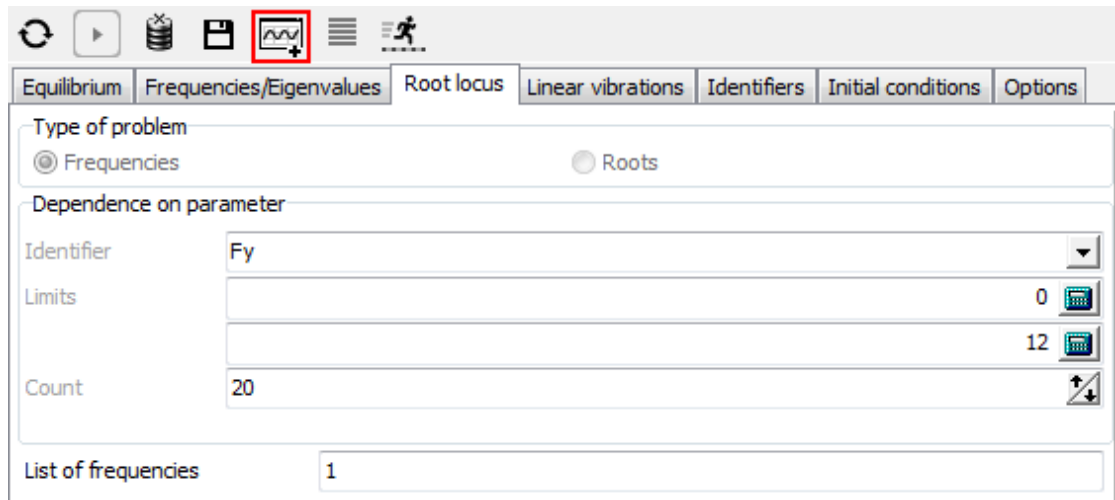 Equilibrium Frequencies/Eigenvalues Root locus Linear vibrations Identifiers Initial conditions Options
Type of problem
Frequencies Roots
Dependence on parameter
Identifier Fy
Limits 0
12
Count 20
List of frequencies 1